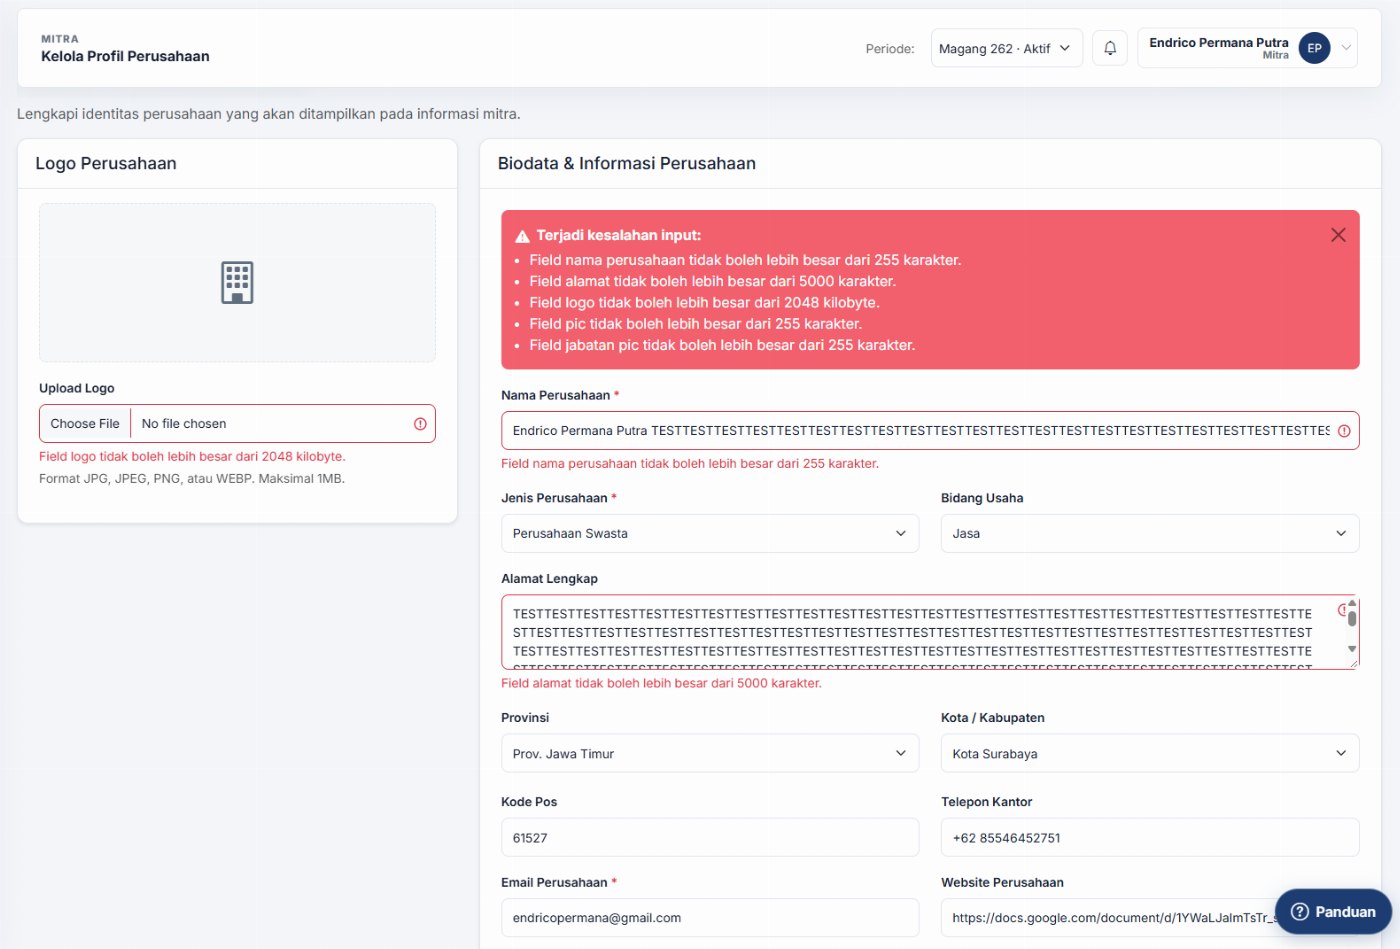 MITRA
Kelola Profil Perusahaan
Periode:
Magang 262 · Aktif
Endrico Permana Putra
Mitra
EP
Lengkapi identitas perusahaan yang akan ditampilkan pada informasi mitra.
Logo Perusahaan
Upload Logo
Choose File
No file chosen
Field logo tidak boleh lebih besar dari 2048 kilobyte.
Format JPG, JPEG, PNG, atau WEBP. Maksimal 1MB.
Biodata & Informasi Perusahaan
Terjadi kesalahan input:
• Field nama perusahaan tidak boleh lebih besar dari 255 karakter.
• Field alamat tidak boleh lebih besar dari 5000 karakter.
• Field logo tidak boleh lebih besar dari 2048 kilobyte.
• Field pic tidak boleh lebih besar dari 255 karakter.
• Field jabatan pic tidak boleh lebih besar dari 255 karakter.
Nama Perusahaan *
Endrico Permana Putra
Field nama perusahaan tidak boleh lebih besar dari 255 karakter.
Jenis Perusahaan *
Perusahaan Swasta
Bidang Usaha
Jasa
Alamat Lengkap
Field alamat tidak boleh lebih besar dari 5000 karakter.
Provinsi
Prov. Jawa Timur
Kota / Kabupaten
Kota Surabaya
Kode Pos
61527
Telepon Kantor
+62 85546452751
Email Perusahaan *
endricopermana@gmail.com
Website Perusahaan
Panduan